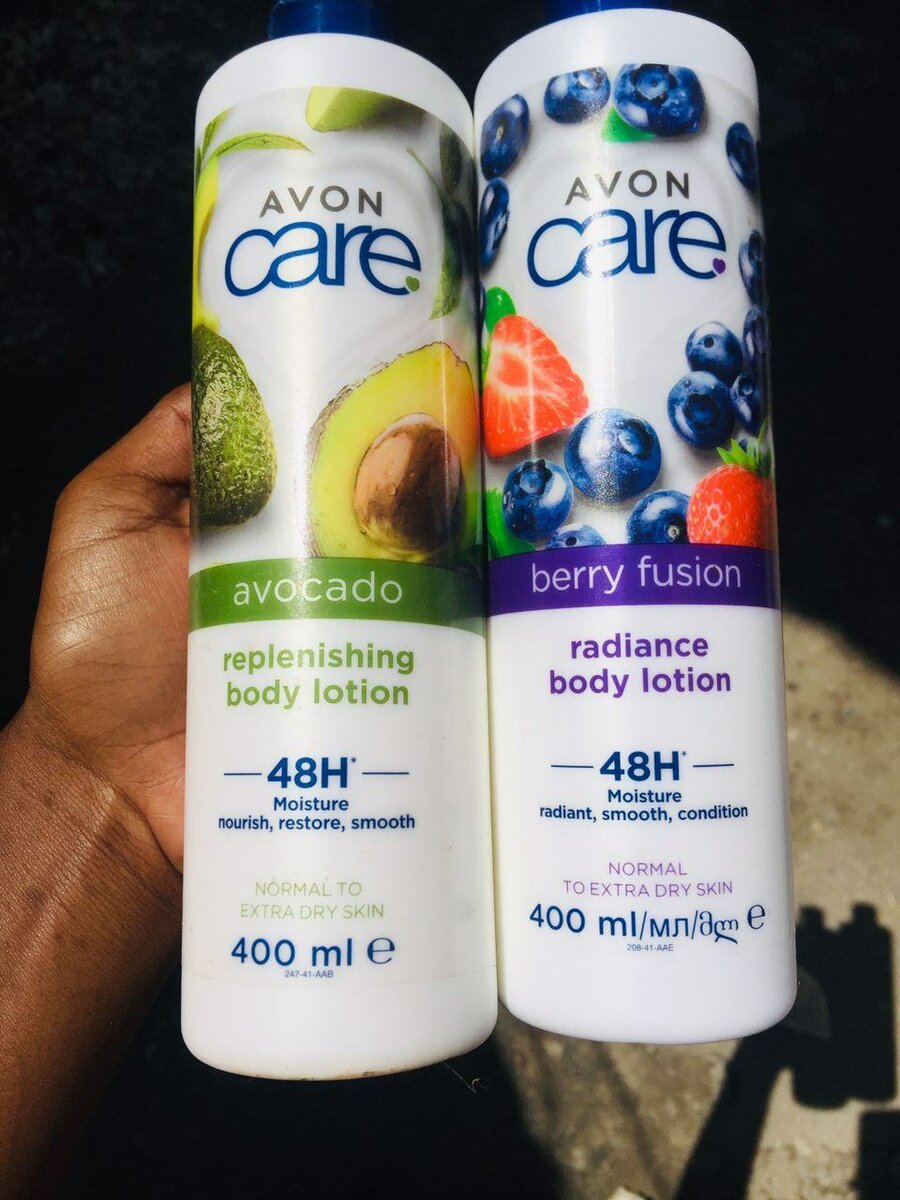 AVON
care
avocado
replenishing
body lotion
48H*
Moisture
nourish, restore, smooth
NORMAL TO
EXTRA DRY SKIN
400 ml ℮
247-41-AAB
AVON
care
berry fusion
radiance
body lotion
48H*
Moisture
radiant, smooth, condition
NORMAL
TO EXTRA DRY SKIN
400 ml/мл/მლ ℮
208-41-AAE